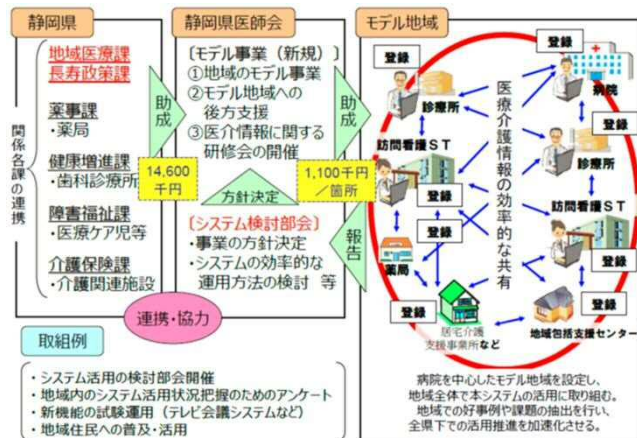 静岡県
関係各課の連携
地域医療課
長寿政策課
薬事課
・薬局
健康増進課
・歯科診療所
障害福祉課
・医療ケア児等
介護保険課
・介護関連施設
助成
14,600
千円
静岡県医師会
〔モデル事業（新規）〕
①地域のモデル事業
②モデル地域への
後方支援
③医介情報に関する
研修会の開催
方針決定
〔システム検討部会〕
・事業の方針決定
・システムの効率的な
運用方法の検討 等
連携・協力
助成
1,100千円
／箇所
報告
モデル地域
登録
診療所
登録
病院
訪問看護ST
登録
登録
診療所
訪問看護ST
登録
医療介護情報の効率的な共有
登録
薬局
登録
居宅介護
支援事業所など
登録
地域包括支援センター
取組例
・システム活用の検討部会開催
・地域内のシステム活用状況把握のためのアンケート
・新機能の試験運用（テレビ会議システムなど）
・地域住民への普及・活用
病院を中心したモデル地域を設定し、
地域全体で本システムの活用に取り組む。
地域での好事例や課題の抽出を行い、
全県下での活用推進を加速化させる。